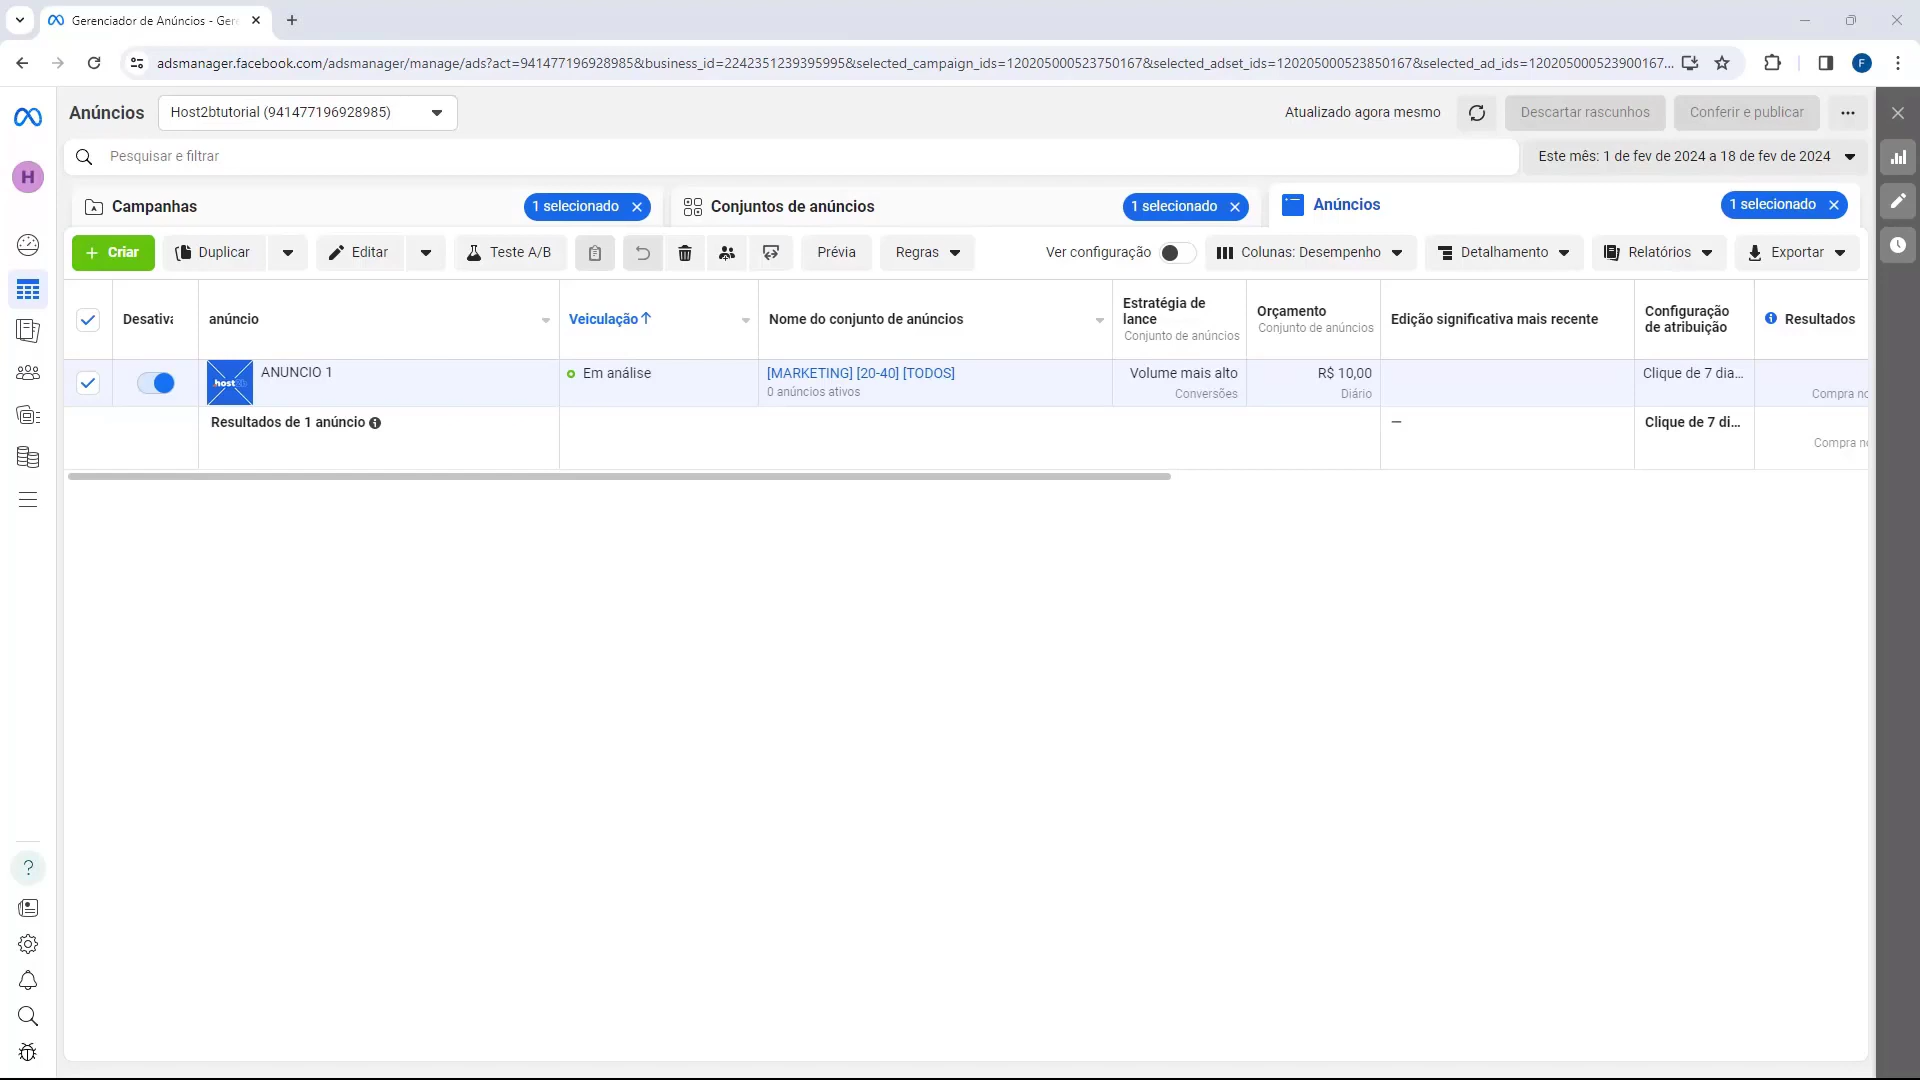 Gerenciador de Anúncios - Ger
adsmanager.facebook.com/adsmanager/manage/ads?act=941477196928985&business_id=2242351239395995&selected_campaign_ids=120205000523750167&selected_adset_ids=120205000523850167&selected_ad_ids=120205000523900167...
F
Anúncios
Host2btutorial (941477196928985)
Atualizado agora mesmo
Descartar rascunhos
Conferir e publicar
H
Pesquisar e filtrar
Este mês: 1 de fev de 2024 a 18 de fev de 2024
Campanhas
1 selecionado
Conjuntos de anúncios
1 selecionado
Anúncios
1 selecionado
+ Criar
Duplicar
Editar
Teste A/B
Prévia
Regras
Ver configuração
Colunas: Desempenho
Detalhamento
Relatórios
Exportar
Desativa
anúncio
Veiculação↑
Nome do conjunto de anúncios
Estratégia de
lance
Conjunto de anúncios
Orçamento
Conjunto de anúncios
Edição significativa mais recente
Configuração
de atribuição
Resultados
host2b
ANUNCIO 1
Em análise
[MARKETING] [20-40] [TODOS]
0 anúncios ativos
Volume mais alto
Conversões
R$ 10,00
Diário
Clique de 7 dia...
Compra no
Resultados de 1 anúncio
—
Clique de 7 di...
Compra no
?